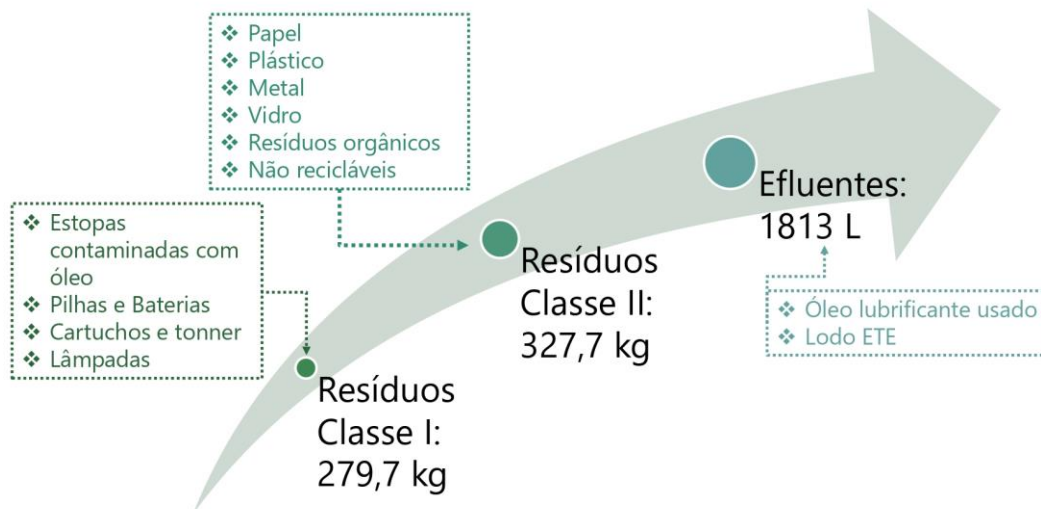 ❖ Papel
❖ Plástico
❖ Metal
❖ Vidro
❖ Resíduos orgânicos
❖ Não recicláveis
❖ Estopas
contaminadas com
óleo
❖ Pilhas e Baterias
❖ Cartuchos e tonner
❖ Lâmpadas
Resíduos
Classe I:
279,7 kg
Resíduos
Classe II:
327,7 kg
Efluentes:
1813 L
❖ Óleo lubrificante usado
❖ Lodo ETE